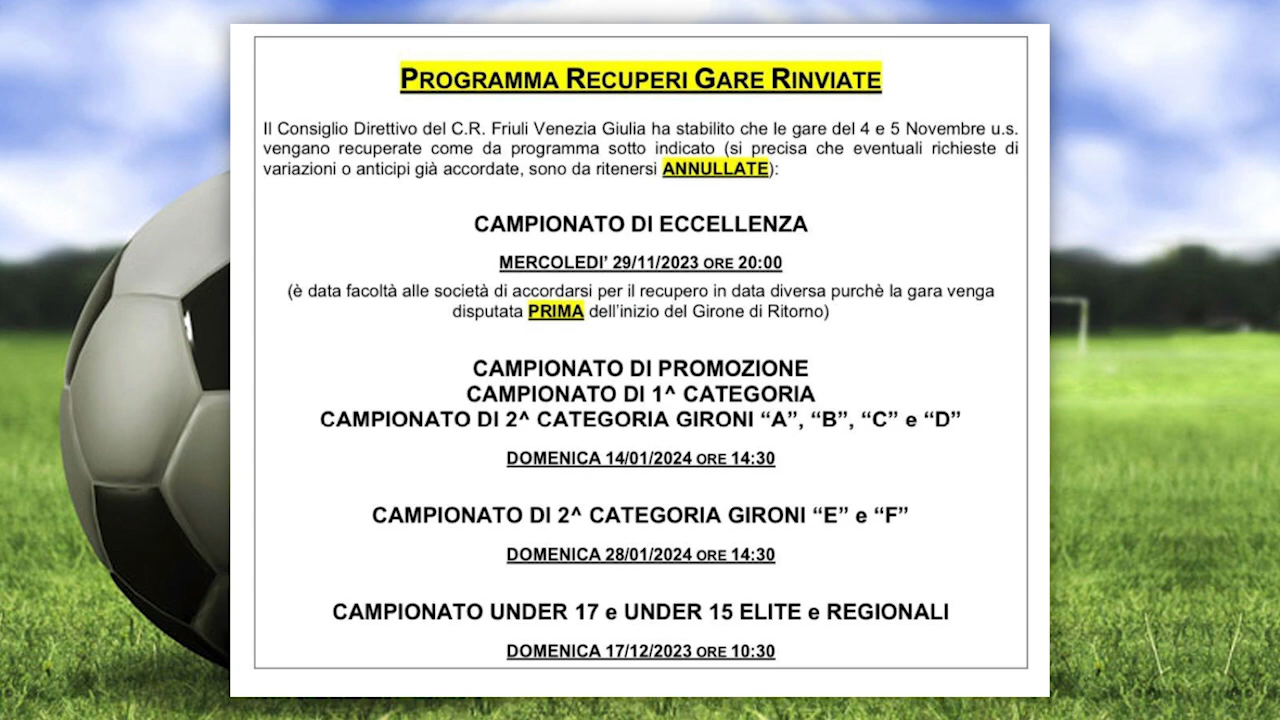 PROGRAMMA RECUPERI GARE RINVIATE
Il Consiglio Direttivo del C.R. Friuli Venezia Giulia ha stabilito che le gare del 4 e 5 Novembre u.s.
vengano recuperate come da programma sotto indicato (si precisa che eventuali richieste di
variazioni o anticipi già accordate, sono da ritenersi ANNULLATE):
CAMPIONATO DI ECCELLENZA
MERCOLEDI' 29/11/2023 ORE 20:00
(è data facoltà alle società di accordarsi per il recupero in data diversa purchè la gara venga
disputata PRIMA dell'inizio del Girone di Ritorno)
CAMPIONATO DI PROMOZIONE
CAMPIONATO DI 1^ CATEGORIA
CAMPIONATO DI 2^ CATEGORIA GIRONI “A”, “B”, “C” e “D”
DOMENICA 14/01/2024 ORE 14:30
CAMPIONATO DI 2^ CATEGORIA GIRONI “E” e “F”
DOMENICA 28/01/2024 ORE 14:30
CAMPIONATO UNDER 17 e UNDER 15 ELITE e REGIONALI
DOMENICA 17/12/2023 ORE 10:30